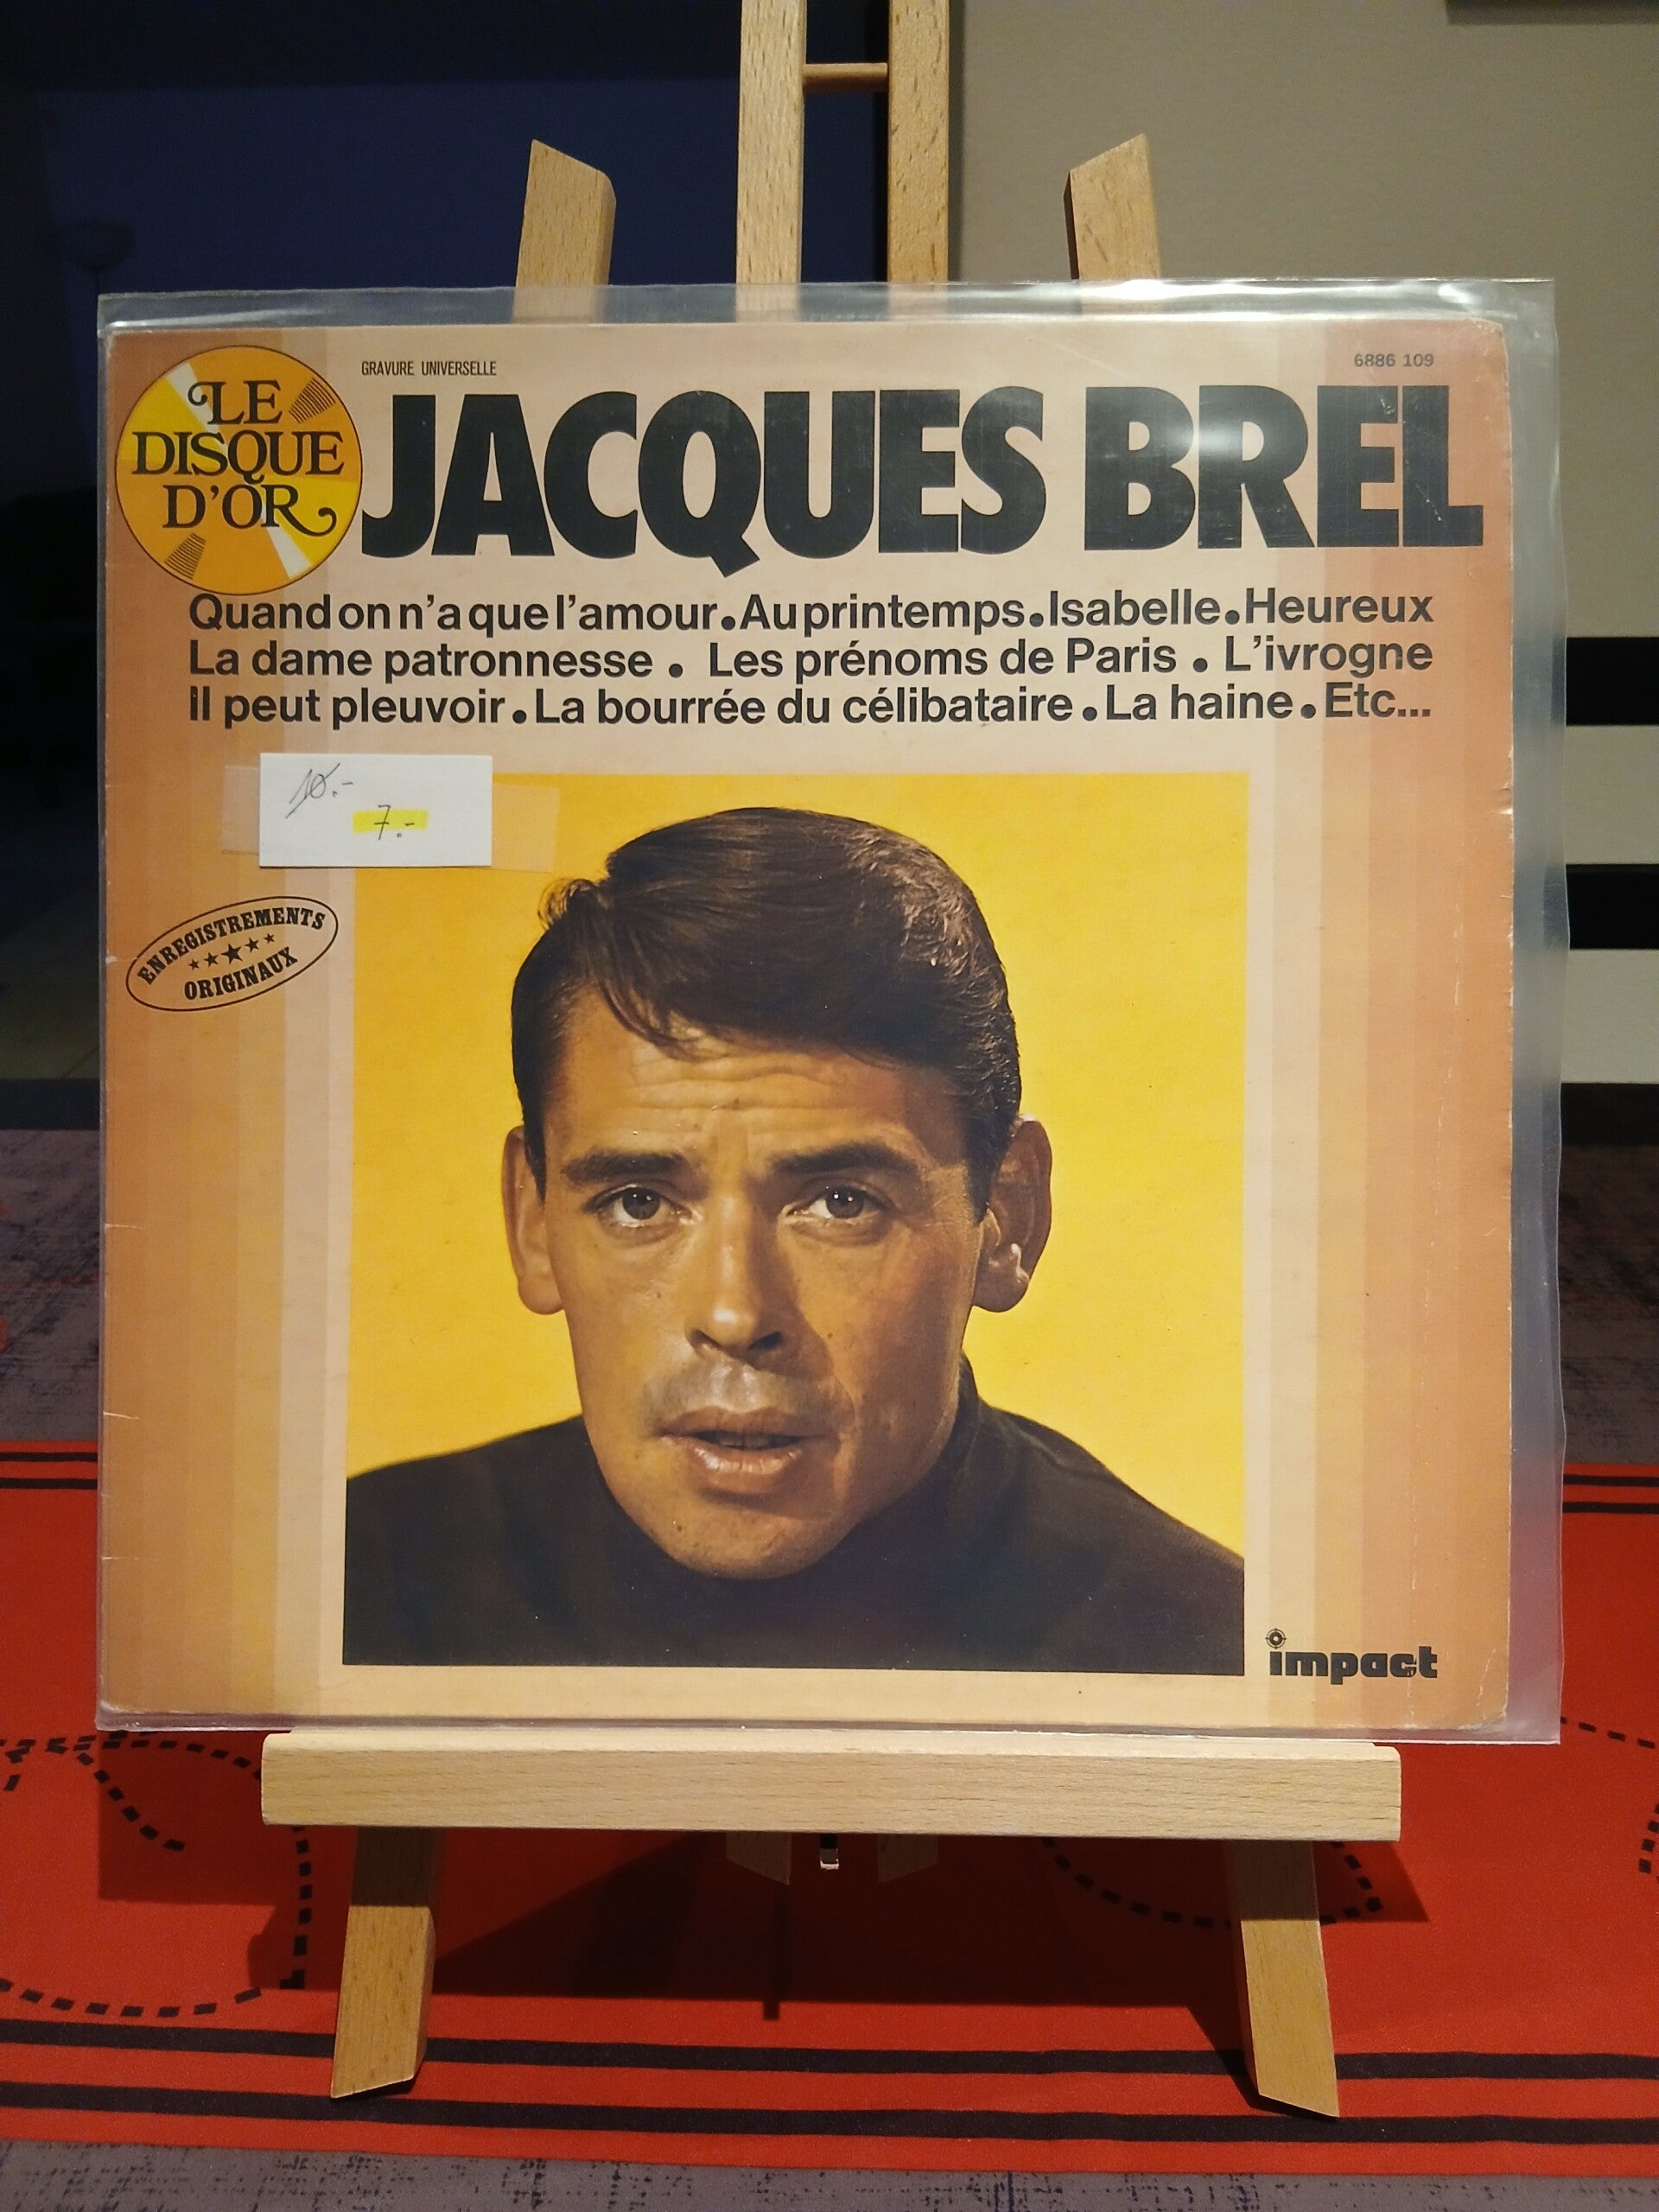 LE
DISQUE
D'OR
GRAVURE UNIVERSELLE
6886 109
JACQUES BREL
Quand on n'a que l'amour.Au printemps.Isabelle.Heureux
La dame patronnesse . Les prénoms de Paris . L'ivrogne
Il peut pleuvoir.La bourrée du célibataire.La haine.Etc...
10.-
7.-
ENREGISTREMENTS
ORIGINAUX
impact